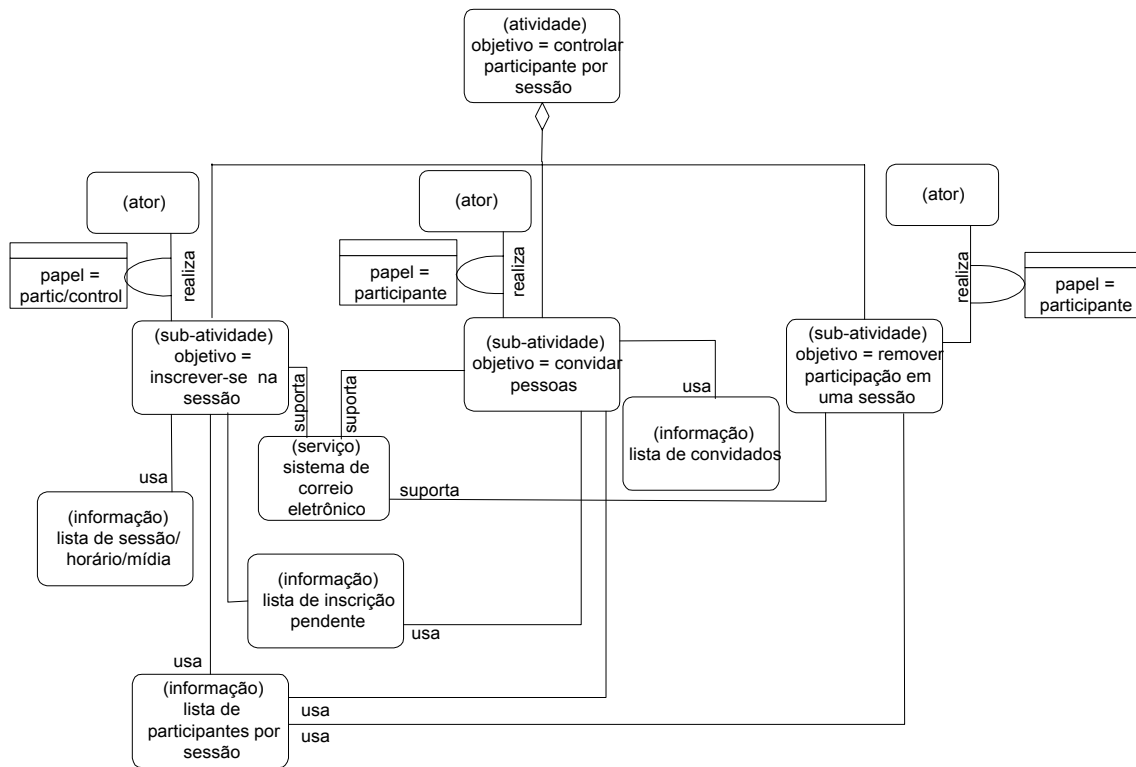 (atividade)
objetivo = controlar
participante por
sessão
(ator)
(ator)
(ator)
realiza
realiza
realiza
papel =
partic/control
papel =
participante
papel =
participante
(sub-atividade)
objetivo =
inscrever-se na
sessão
(sub-atividade)
objetivo = convidar
pessoas
(sub-atividade)
objetivo = remover
participação em
uma sessão
suporta
suporta
usa
(informação)
lista de convidados
(serviço)
sistema de
correio
eletrônico
suporta
usa
(informação)
lista de sessão/
horário/mídia
(informação)
lista de inscrição
pendente
usa
usa
(informação)
lista de
participantes por
sessão
usa
usa